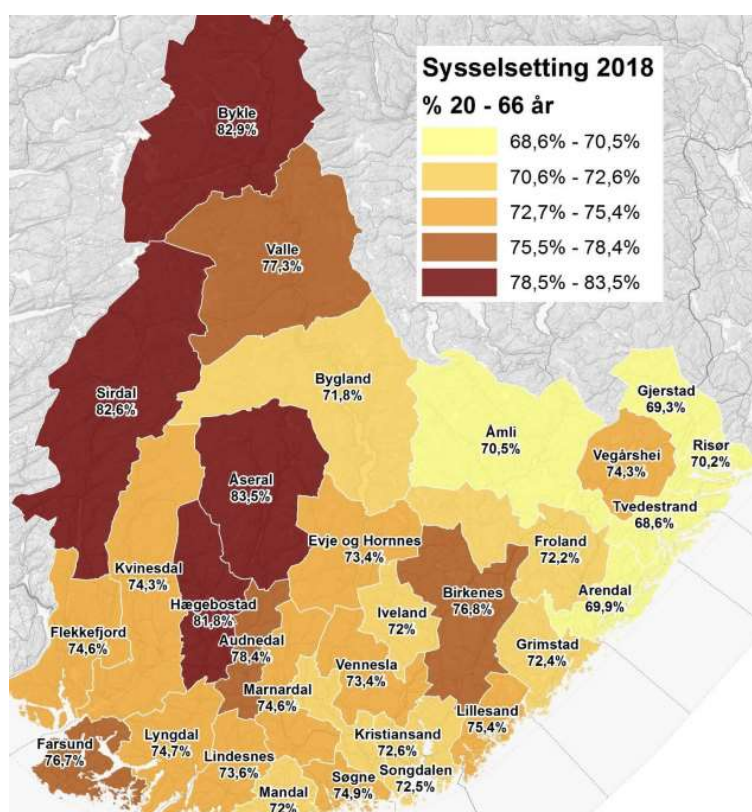 Sysselsetting 2018
% 20 - 66 år
68,6% - 70,5%
70,6% - 72,6%
72,7% - 75,4%
75,5% - 78,4%
78,5% - 83,5%
Bykle
82,9%
Valle
77,3%
Sirdal
82,6%
Bygland
71,8%
Åseral
83,5%
Åmli
70,5%
Gjerstad
69,3%
Vegårshei
74,3%
Risør
70,2%
Tvedestrand
68,6%
Evje og Hornnes
73,4%
Froland
72,2%
Kvinesdal
74,3%
Hægebostad
81,8%
Birkenes
76,8%
Arendal
69,9%
Iveland
72%
Flekkefjord
74,6%
Audnedal
78,4%
Grimstad
72,4%
Vennesla
73,4%
Marnardal
74,6%
Lillesand
75,4%
Farsund
76,7%
Lyngdal
74,7%
Lindesnes
73,6%
Kristiansand
72,6%
Søgne
74,9%
Songdalen
72,5%
Mandal
72%